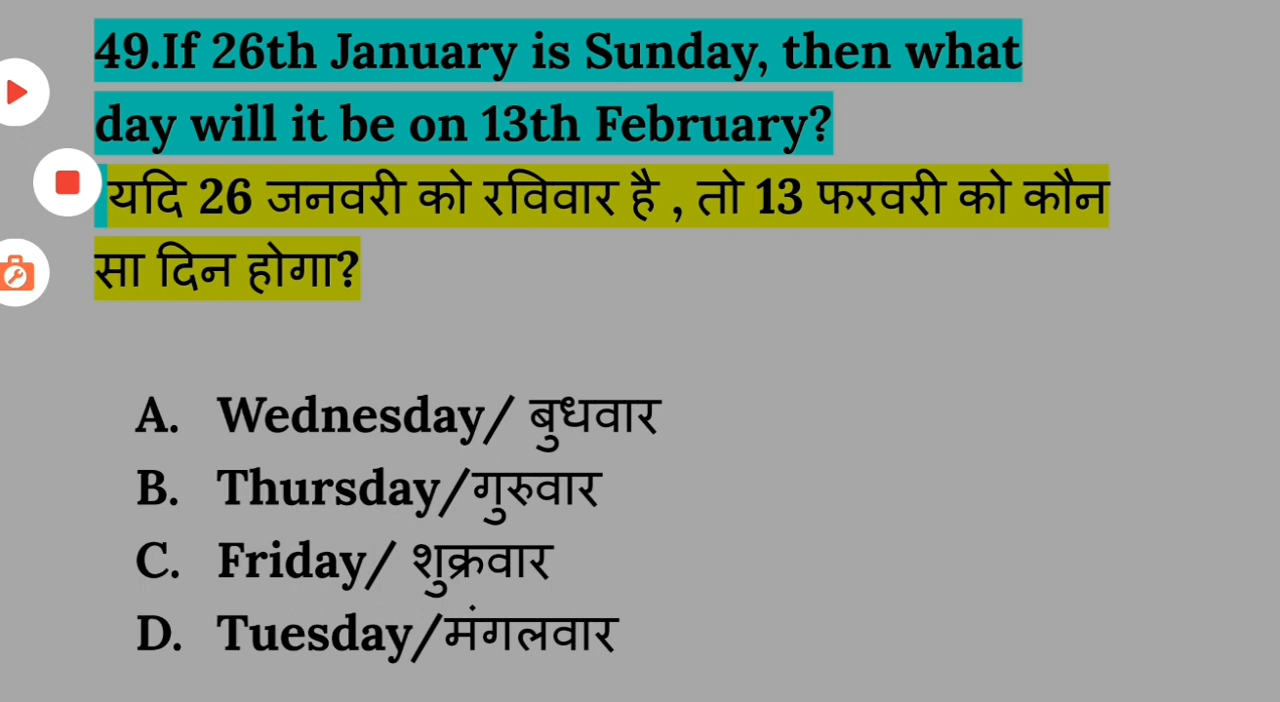 49.If 26th January is Sunday, then what
day will it be on 13th February?
यदि 26 जनवरी को रविवार है , तो 13 फरवरी को कौन
सा दिन होगा?
A. Wednesday/ बुधवार
B. Thursday/गुरुवार
C. Friday/ शुक्रवार
D. Tuesday/मंगलवार